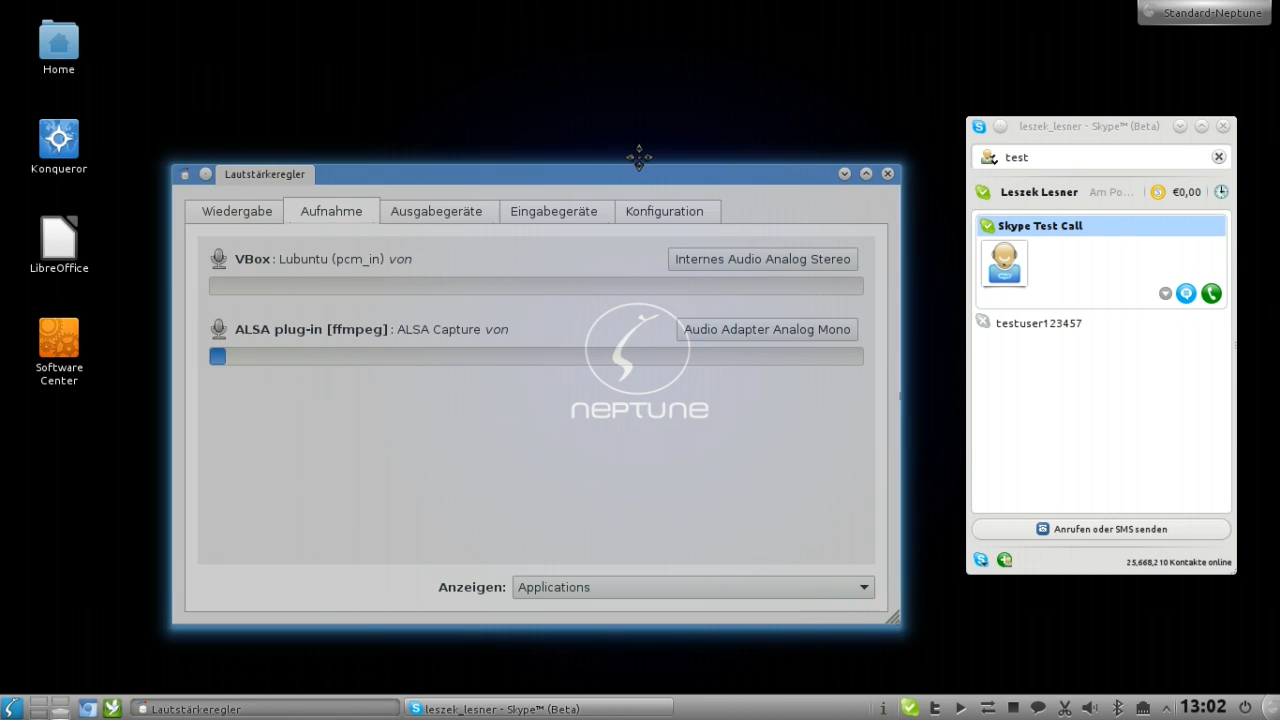 Standard-Neptune
Home
Konqueror
LibreOffice
Software
Center
Lautstärkeregler
Wiedergabe
Aufnahme
Ausgabegeräte
Eingabegeräte
Konfiguration
VBox : Lubuntu (pcm_in) von
Internes Audio Analog Stereo
ALSA plug-in [ffmpeg] : ALSA Capture von
Audio Adapter Analog Mono
NEPTUNE
Anzeigen: Applications
leszek_lesner - Skype™ (Beta)
test
Leszek Lesner Am Po... €0,00
Skype Test Call
testuser123457
Anrufen oder SMS senden
25,668,210 Kontakte online
Lautstärkeregler
leszek_lesner - Skype™ (Beta)
13:02